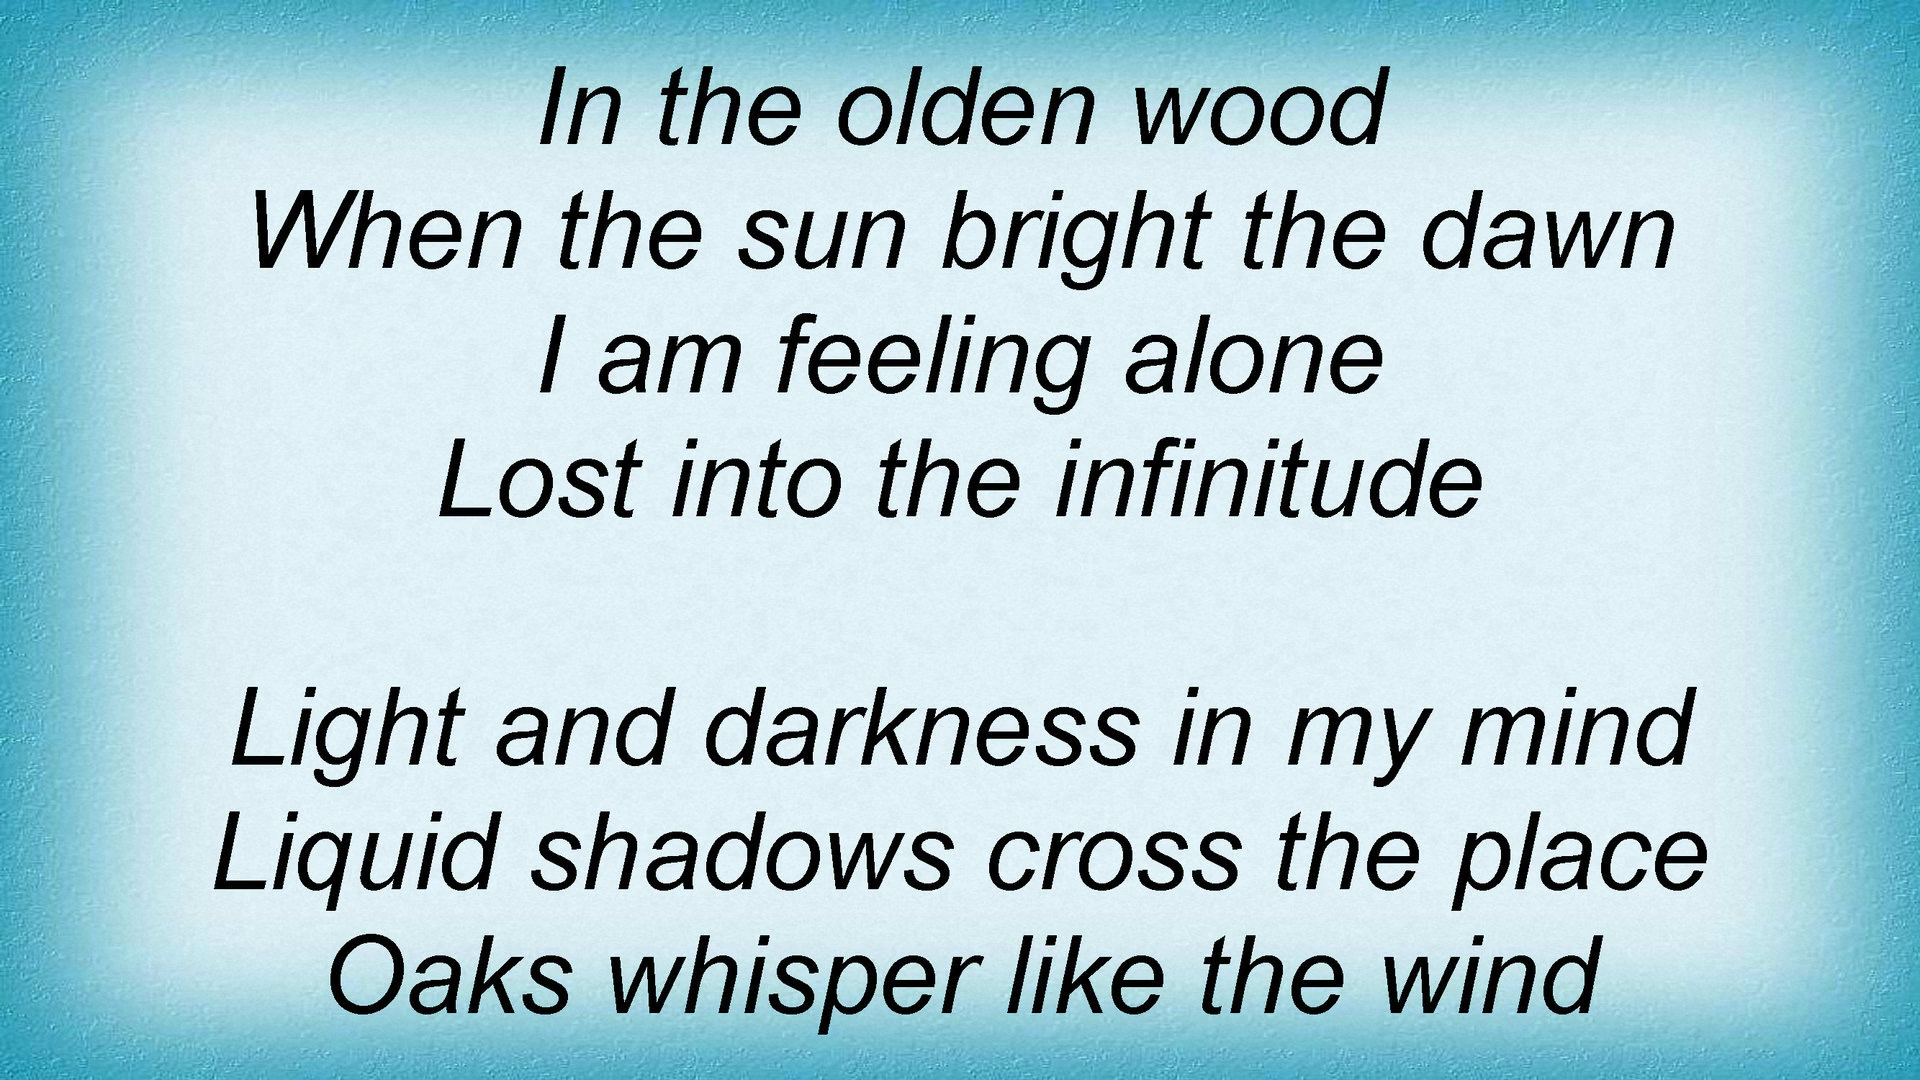 In the olden wood
When the sun bright the dawn
I am feeling alone
Lost into the infinitude
Light and darkness in my mind
Liquid shadows cross the place
Oaks whisper like the wind